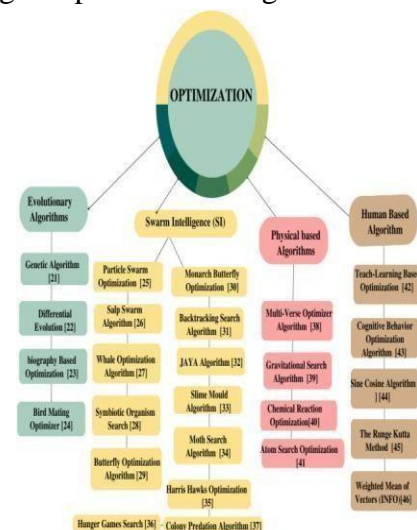 OPTIMIZATION
Evolutionary
Algorithms
Genetic Algorithm
[21]
Differential
Evolution [22]
biography Based
Optimization [23]
Bird Mating
Optimizer [24]
Swarm Intelligence (SI)
Particle Swarm
Optimization [25]
Salp Swarm
Algorithm [26]
Whale Optimization
Algorithm [27]
Symbiotic Organism
Search [28]
Butterfly Optimization
Algorithm [29]
Monarch Butterfly
Optimization [30]
Backtracking Search
Algorithm [31]
JAYA Algorithm [32]
Slime Mould
Algorithm [33]
Moth Search
Algorithm [34]
Harris Hawks Optimization
[35]
Hunger Games Search [36]
Colony Predation Algorithm [37]
Physical based
Algorithms
Multi-Verse Optimizer
Algorithm [38]
Gravitational Search
Algorithm [39]
Chemical Reaction
Optimization[40]
Atom Search Optimization
[41
Human Based
Algorithm
Teach-Learning Based
Optimization [42]
Cognitive Behavior
Optimization
Algorithm [43]
Sine Cosine Algorithm
] [44]
The Runge Kutta
Method [45]
Weighted Mean of
Vectors (INFO)[46]